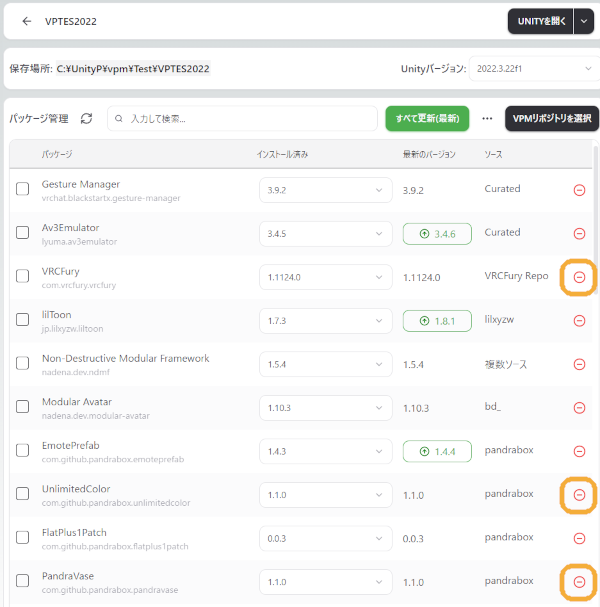 ← VPTES2022 UNITYを開く
保存場所: C:¥UnityP¥vpm¥Test¥VPTES2022 Unityバージョン: 2022.3.22f1
パッケージ管理 入力して検索... すべて更新(最新) ••• VPMリポジトリを選択
パッケージ インストール済み 最新のバージョン ソース
Gesture Manager 3.9.2 3.9.2 Curated
vrchat.blackstartx.gesture-manager
Av3Emulator 3.4.5 3.4.6 Curated
lyuma.av3emulator
VRCFury 1.1124.0 1.1124.0 VRCFury Repo
com.vrcfury.vrcfury
lilToon 1.7.3 1.8.1 lilxyzw
jp.lilxyzw.liltoon
Non-Destructive Modular Framework 1.5.4 1.5.4 複数ソース
nadena.dev.ndmf
Modular Avatar 1.10.3 1.10.3 bd_
nadena.dev.modular-avatar
EmotePrefab 1.4.3 1.4.4 pandrabox
com.github.pandrabox.emoteprefab
UnlimitedColor 1.1.0 1.1.0 pandrabox
com.github.pandrabox.unlimitedcolor
FlatPlus1Patch 0.0.3 0.0.3 pandrabox
com.github.pandrabox.flatplus1patch
PandraVase 1.1.0 1.1.0 pandrabox
com.github.pandrabox.pandravase